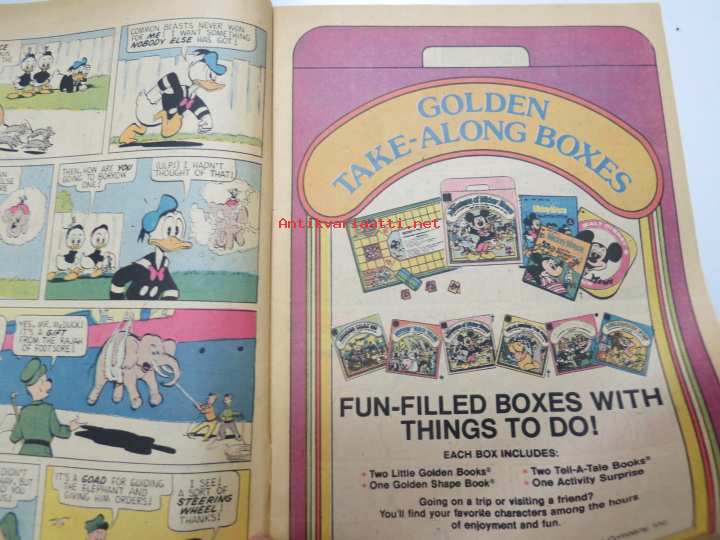 COMMON BEASTS NEVER WON
FOR ME! I WANT SOMETHING
NOBODY ELSE HAS GOT!
THEN, HOW ARE YOU
GOING TO BORROW
ONE!
(ULP!) I HADN'T
THOUGHT OF THAT!
YES, MR. McDUCK!
IT'S A GIFT
FROM THE RAJAH
OF FOOTSORE!
DIDN'T
IT'S A GOAD FOR GUIDING
THE ELEPHANT AND
GIVING HIM ORDERS!
I SEE!
A SORT OF
STEERING
WHEEL!
THANKS!
GOLDEN
TAKE-ALONG BOXES
Antikvariaatti.net
FUN-FILLED BOXES WITH
THINGS TO DO!
EACH BOX INCLUDES:
+ Two Little Golden Books®
+ One Golden Shape Book®
+ Two Tell-A-Tale Books®
+ One Activity Surprise
Going on a trip or visiting a friend?
You'll find your favorite characters among the hours
of enjoyment and fun.